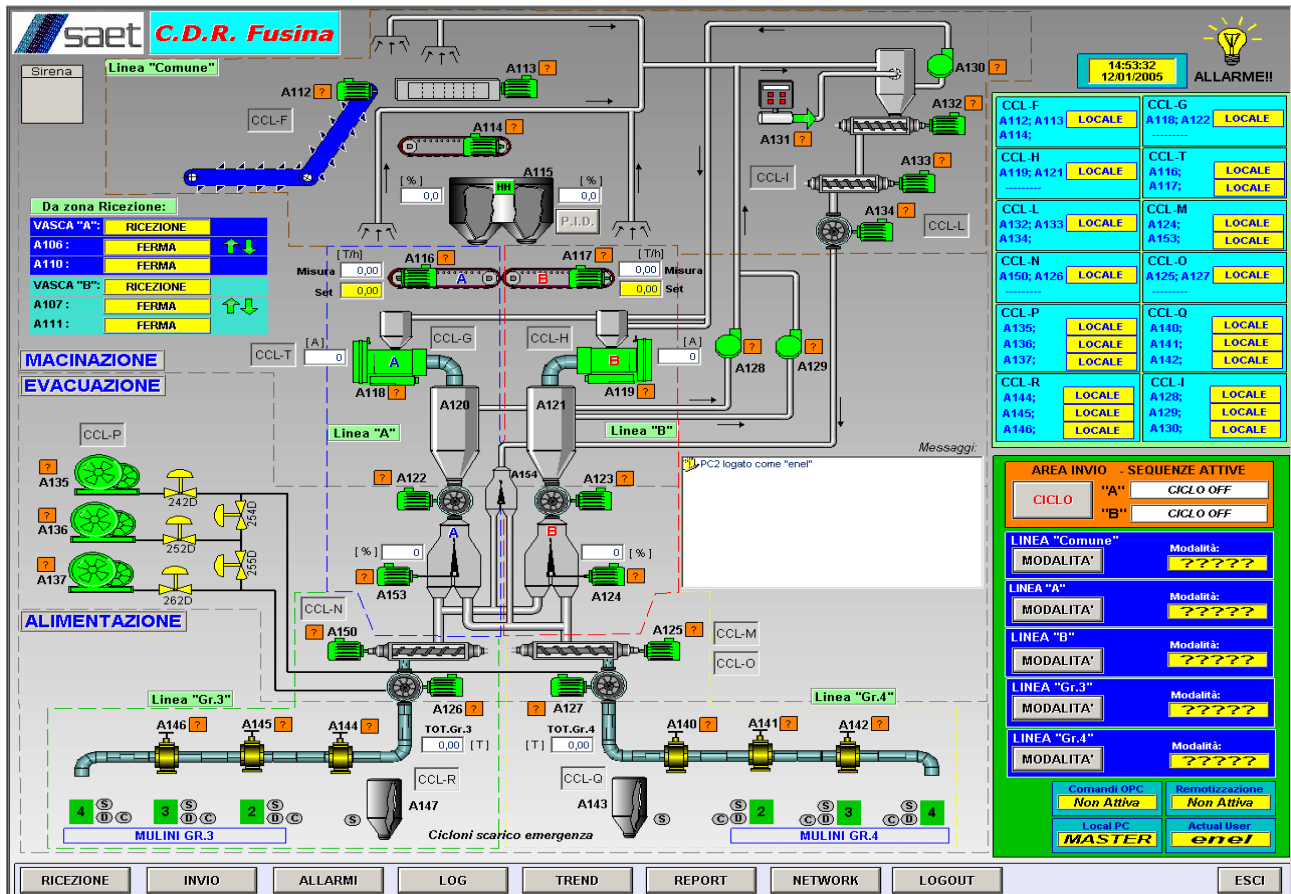 saet
C.D.R. Fusina
Sirena
Linea "Comune"
A112 ?
A113 ?
CCL-F
A114 ?
A115
HH
[ % ]
0,0
[ % ]
0,0
P.I.D.
A130 ?
A131 ?
A132 ?
A133 ?
CCL-I
A134 ?
CCL-L
14:53:32
12/01/2005
ALLARME!!
Da zona Ricezione:
VASCA "A": RICEZIONE
A106 : FERMA
A110 : FERMA
VASCA "B": RICEZIONE
A107 : FERMA
A111 : FERMA
[T/h]
Misura 0,00
Set 0,00
A116 ?
A
A117 ?
B
[T/h]
0,00 Misura
0,00 Set
CCL-T
[A]
0
CCL-G
CCL-H
[A]
0
A
B
A118 ?
A119 ?
?
A128
?
A129
MACINAZIONE
EVACUAZIONE
A120
A121
Linea "A"
Linea "B"
CCL-P
?
A135
242D
254D
?
A136
252D
255D
?
A137
262D
?
A122
A154
A123 ?
A
B
[ % ] 0
0 [ % ]
?
A153
?
A124
Messaggi:
PC2 logato come "enel"
ALIMENTAZIONE
CCL-N
? A150
A125 ?
CCL-M
CCL-O
Linea "Gr.3"
Linea "Gr.4"
A126 ?
?
A127
A146 ?
A145 ?
A144 ?
TOT.Gr.3
0,00 [T]
TOT.Gr.4
[T] 0,00
A140 ?
A141 ?
A142 ?
CCL-R
A147
CCL-Q
A143
4 S D C
3 S D C
2 S D C
S
S
S C D 2
S C D 3
S C D 4
MULINI GR.3
Cicloni scarico emergenza
MULINI GR.4
CCL-F
A112; A113 LOCALE
A114;
CCL-G
A118; A122 LOCALE
---------
CCL-H
A119; A121 LOCALE
---------
CCL-T
A116; LOCALE
A117; LOCALE
CCL-L
A132; A133 LOCALE
A134;
CCL-M
A124; LOCALE
A153; LOCALE
CCL-N
A150; A126 LOCALE
---------
CCL-O
A125; A127 LOCALE
---------
CCL-P
A135; LOCALE
A136; LOCALE
A137; LOCALE
CCL-Q
A140; LOCALE
A141; LOCALE
A142; LOCALE
CCL-R
A144; LOCALE
A145; LOCALE
A146; LOCALE
CCL-I
A128; LOCALE
A129; LOCALE
A130; LOCALE
AREA INVIO - SEQUENZE ATTIVE
CICLO
"A" CICLO OFF
"B" CICLO OFF
LINEA "Comune"
MODALITA'
Modalità:
?????
LINEA "A"
MODALITA'
Modalità:
?????
LINEA "B"
MODALITA'
Modalità:
?????
LINEA "Gr.3"
MODALITA'
Modalità:
?????
LINEA "Gr.4"
MODALITA'
Modalità:
?????
Comandi OPC
Non Attiva
Remotizzazione
Non Attiva
Local PC
MASTER
Actual User
enel
RICEZIONE
INVIO
ALLARMI
LOG
TREND
REPORT
NETWORK
LOGOUT
ESCI